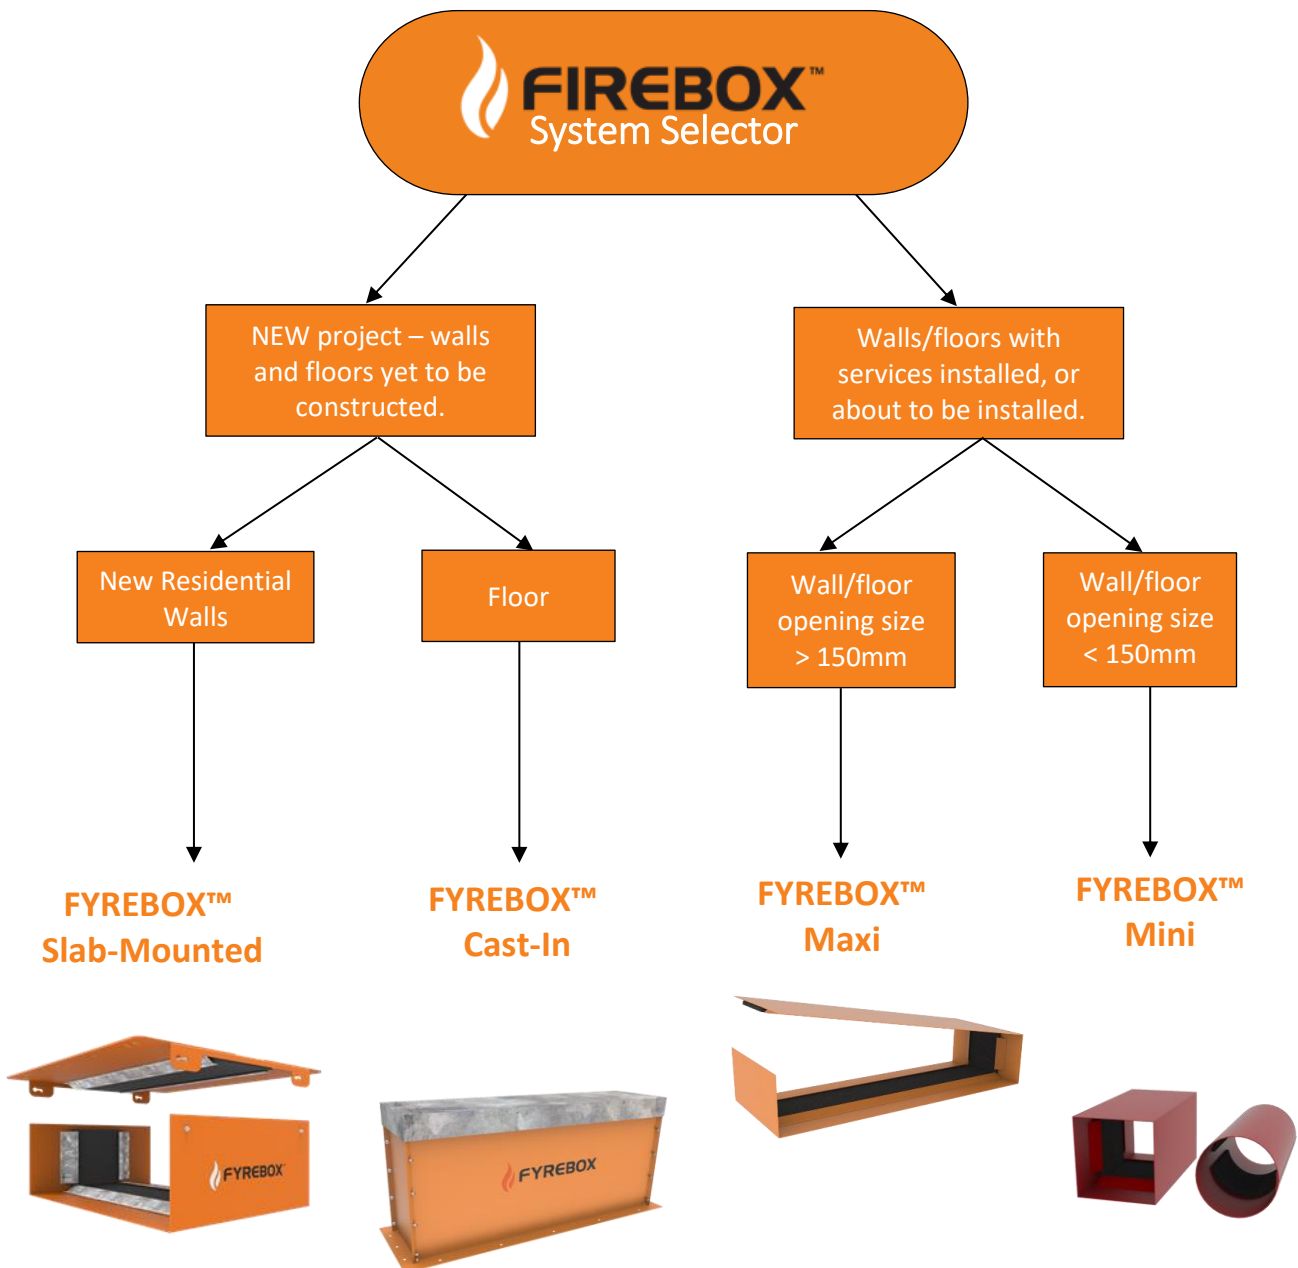 FIREBOX™
System Selector
NEW project – walls
and floors yet to be
constructed.
Walls/floors with
services installed, or
about to be installed.
New Residential
Walls
Floor
Wall/floor
opening size
> 150mm
Wall/floor
opening size
< 150mm
FYREBOX™
Slab-Mounted
FYREBOX™
Cast-In
FYREBOX™
Maxi
FYREBOX™
Mini
FYREBOX
FYREBOX